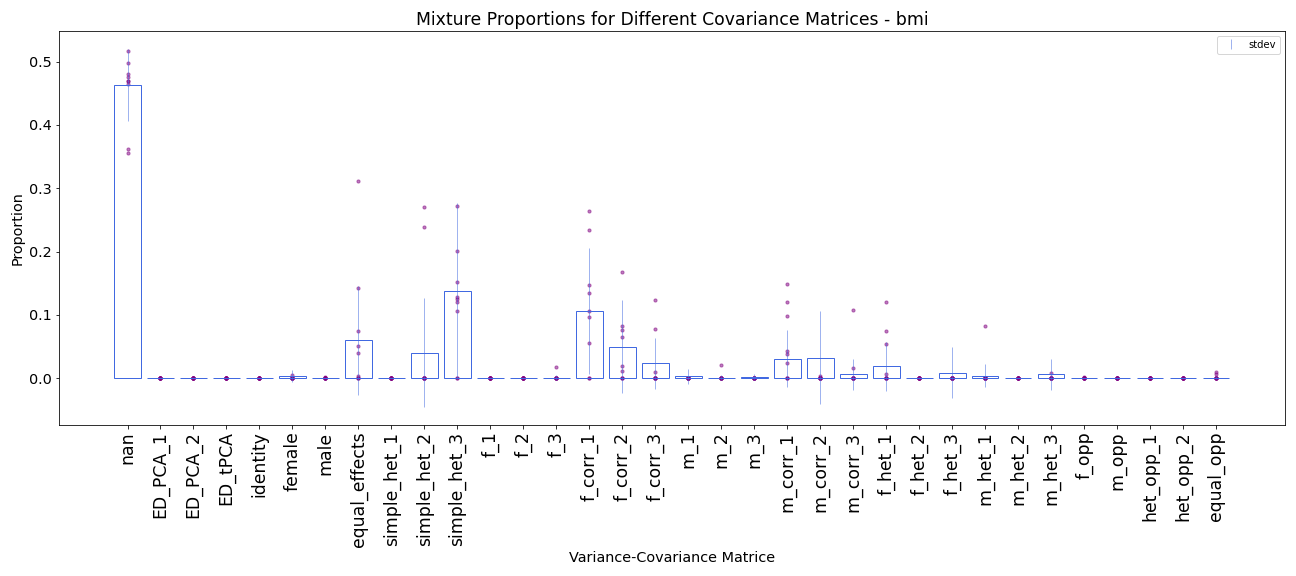 Mixture Proportions for Different Covariance Matrices - bmi
stdev
Proportion
0.5
0.4
0.3
0.2
0.1
0.0
nan
ED_PCA_1
ED_PCA_2
ED_tPCA
identity
female
male
equal_effects
simple_het_1
simple_het_2
simple_het_3
f_1
f_2
f_3
f_corr_1
f_corr_2
f_corr_3
m_1
m_2
m_3
m_corr_1
m_corr_2
m_corr_3
f_het_1
f_het_2
f_het_3
m_het_1
m_het_2
m_het_3
f_opp
m_opp
het_opp_1
het_opp_2
equal_opp
Variance-Covariance Matrice